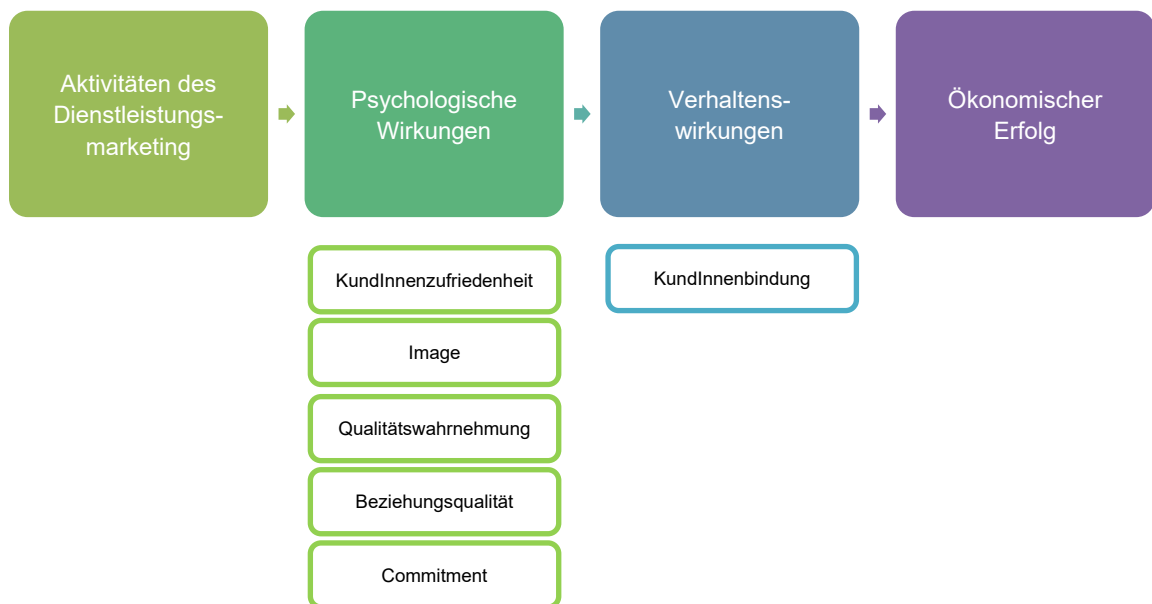 Aktivitäten des
Dienstleistungs-
marketing
Psychologische
Wirkungen
Verhaltens-
wirkungen
Ökonomischer
Erfolg
KundInnenzufriedenheit
KundInnenbindung
Image
Qualitätswahrnehmung
Beziehungsqualität
Commitment